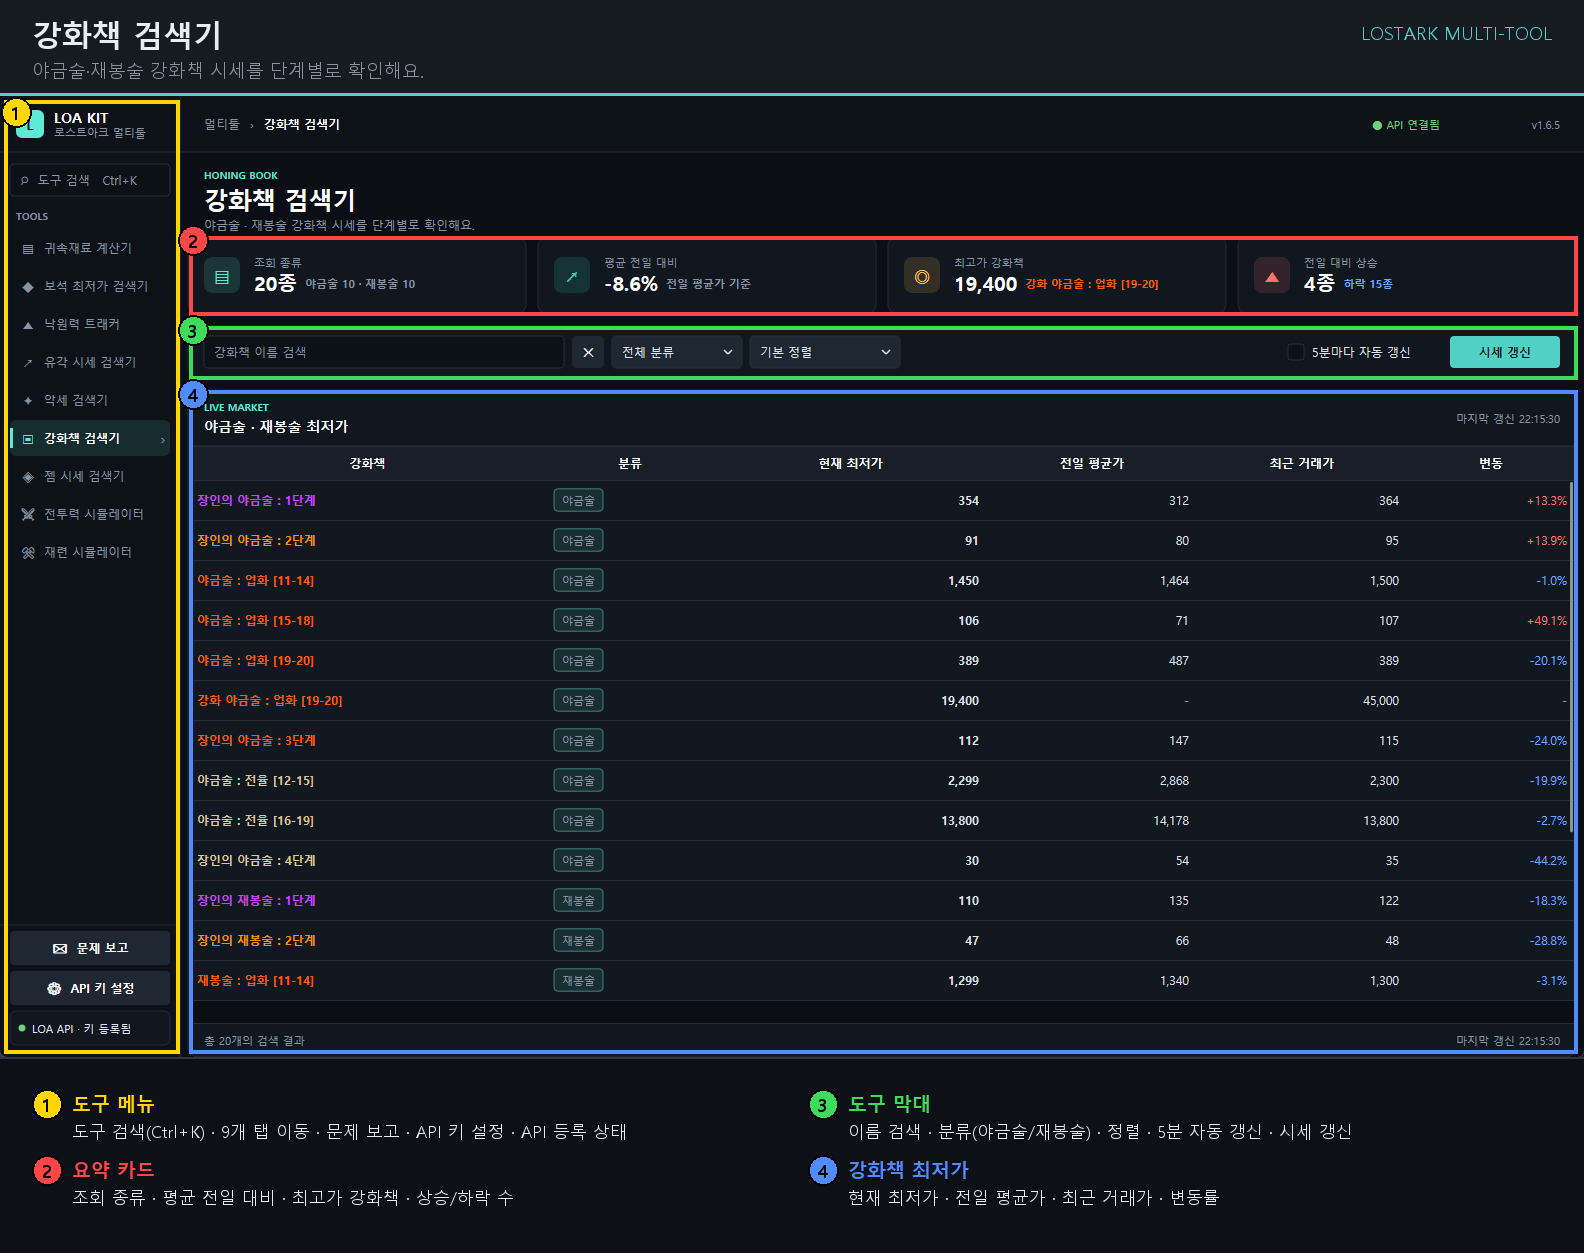 강화책 검색기
LOSTARK MULTI-TOOL
야금술·재봉술 강화책 시세를 단계별로 확인해요.
1
L
LOA KIT
로스트아크 멀티툴
멀티툴 › 강화책 검색기
API 연결됨
v1.6.5
도구 검색 Ctrl+K
TOOLS
귀속재료 계산기
보석 최저가 검색기
낙원력 트래커
유각 시세 검색기
악세 검색기
강화책 검색기 ›
젬 시세 검색기
전투력 시뮬레이터
재련 시뮬레이터
문제 보고
API 키 설정
LOA API · 키 등록됨
HONING BOOK
강화책 검색기
야금술 · 재봉술 강화책 시세를 단계별로 확인해요.
2
조회 종류
20종 야금술 10 · 재봉술 10
평균 전일 대비
-8.6% 전일 평균가 기준
최고가 강화책
19,400 강화 야금술 : 업화 [19-20]
전일 대비 상승
4종 하락 15종
3
강화책 이름 검색
전체 분류
기본 정렬
5분마다 자동 갱신
시세 갱신
4
LIVE MARKET
야금술 · 재봉술 최저가
마지막 갱신 22:15:30
강화책 분류 현재 최저가 전일 평균가 최근 거래가 변동
장인의 야금술 : 1단계 야금술 354 312 364 +13.3%
장인의 야금술 : 2단계 야금술 91 80 95 +13.9%
야금술 : 업화 [11-14] 야금술 1,450 1,464 1,500 -1.0%
야금술 : 업화 [15-18] 야금술 106 71 107 +49.1%
야금술 : 업화 [19-20] 야금술 389 487 389 -20.1%
강화 야금술 : 업화 [19-20] 야금술 19,400 - 45,000 -
장인의 야금술 : 3단계 야금술 112 147 115 -24.0%
야금술 : 전율 [12-15] 야금술 2,299 2,868 2,300 -19.9%
야금술 : 전율 [16-19] 야금술 13,800 14,178 13,800 -2.7%
장인의 야금술 : 4단계 야금술 30 54 35 -44.2%
장인의 재봉술 : 1단계 재봉술 110 135 122 -18.3%
장인의 재봉술 : 2단계 재봉술 47 66 48 -28.8%
재봉술 : 업화 [11-14] 재봉술 1,299 1,340 1,300 -3.1%
총 20개의 검색 결과
마지막 갱신 22:15:30
1 도구 메뉴
도구 검색(Ctrl+K) · 9개 탭 이동 · 문제 보고 · API 키 설정 · API 등록 상태
2 요약 카드
조회 종류 · 평균 전일 대비 · 최고가 강화책 · 상승/하락 수
3 도구 막대
이름 검색 · 분류(야금술/재봉술) · 정렬 · 5분 자동 갱신 · 시세 갱신
4 강화책 최저가
현재 최저가 · 전일 평균가 · 최근 거래가 · 변동률